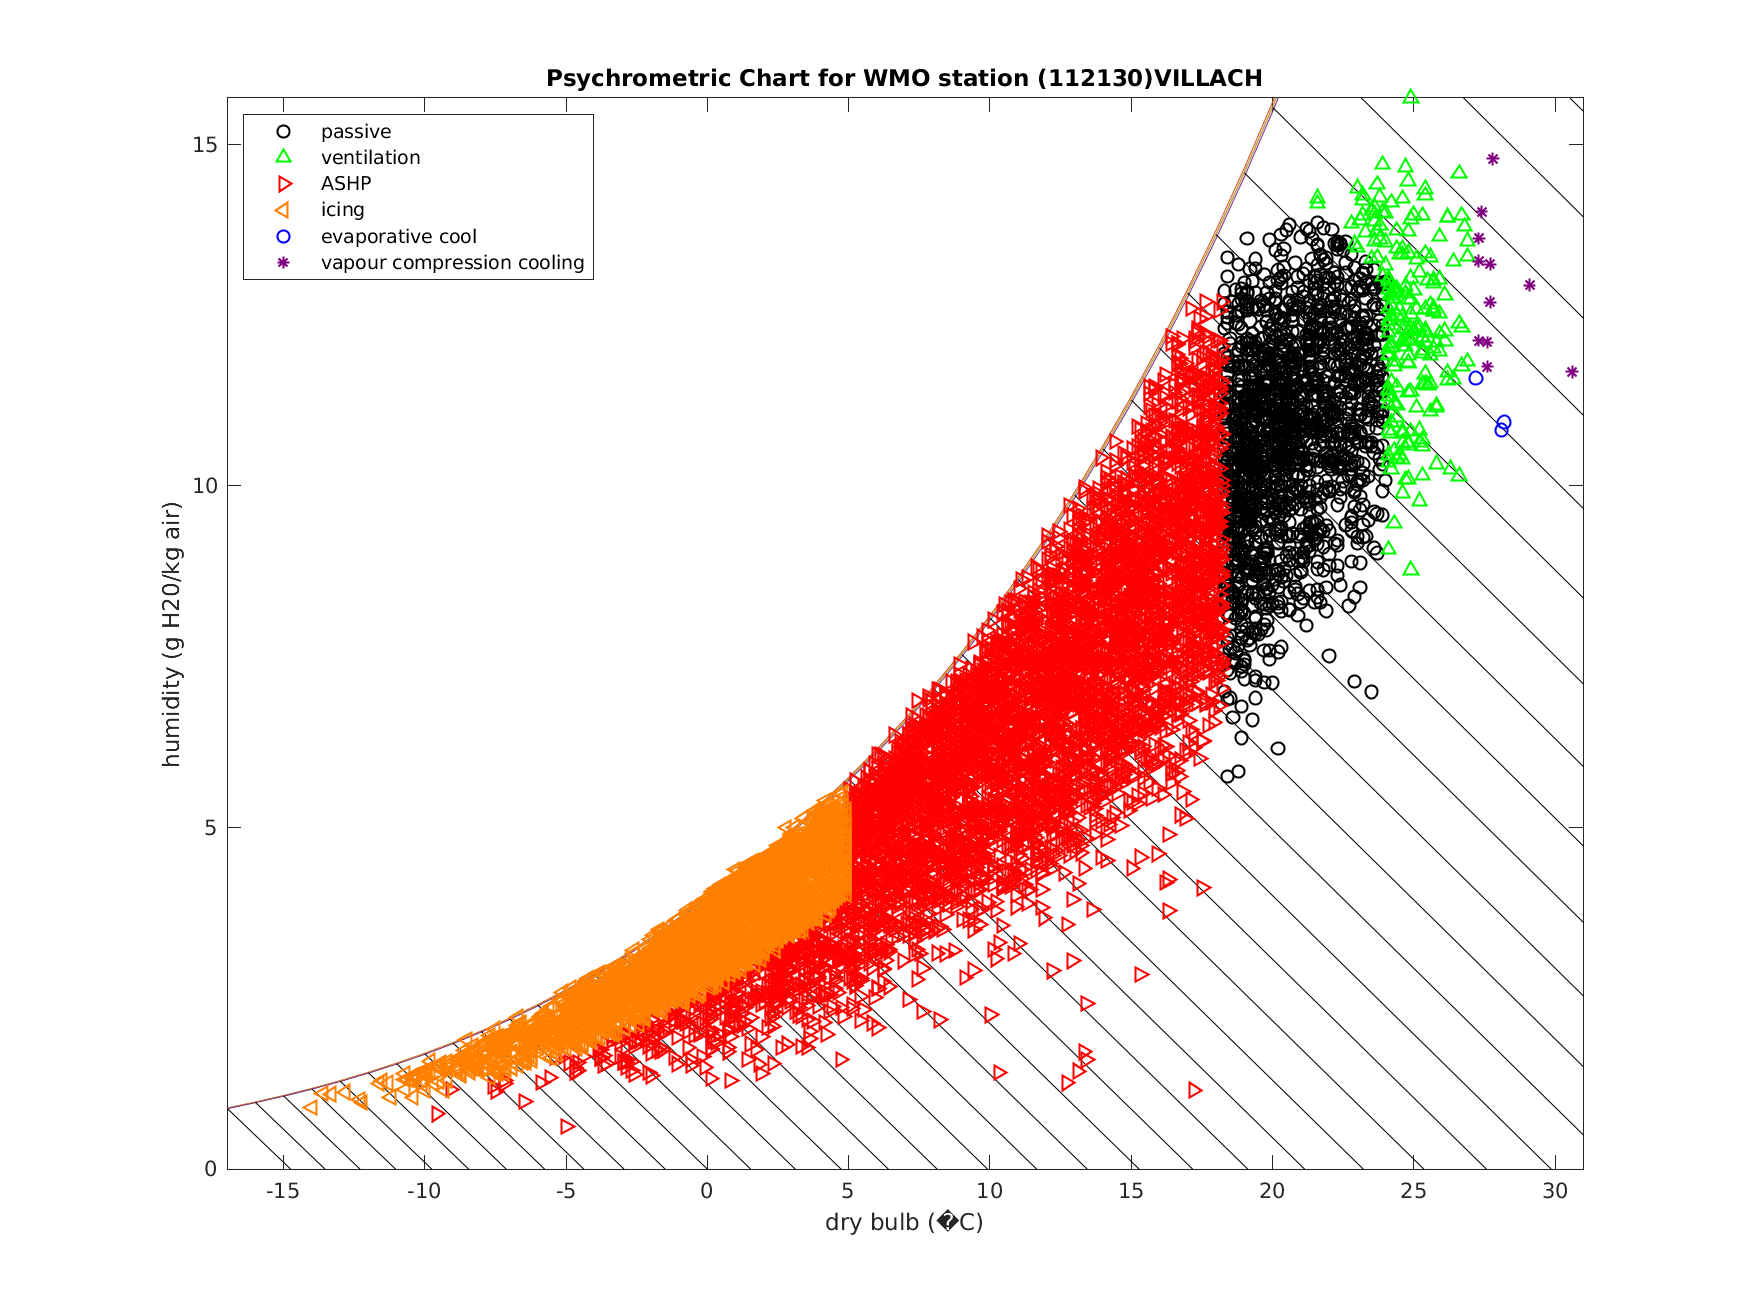 Psychrometric Chart for WMO station (112130)VILLACH
passive
ventilation
ASHP
icing
evaporative cool
vapour compression cooling
15
10
5
0
humidity (g H20/kg air)
-15 -10 -5 0 5 10 15 20 25 30
dry bulb (�C)